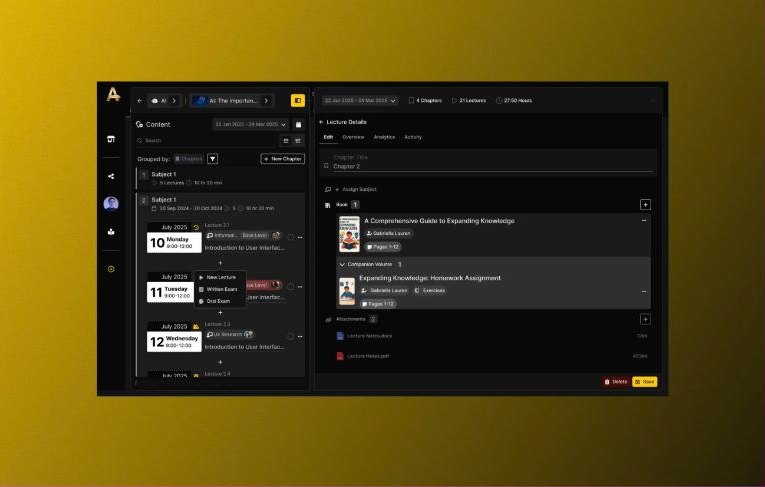 AI
AI: The Importan...
Content
22 Jan 2025 - 24 Mar 2025
Search
Grouped by:
Chapters
+ New Chapter
1
Subject 1
5 Lectures
10 hr 20 min
2
Subject 1
20 Sep 2024 - 20 Oct 2024
5
10 hr 20 min
July 2025
Lecture 2.1
10
Monday
9:00-12:00
Informat...
Base Level
Introduction to User Interfac...
July 2025
11
Tuesday
9:00-12:00
New Lecture
Written Exam
Oral Exam
Level
Introduction to User Interfac...
July 2025
Lecture 2.3
12
Wednesday
9:00-12:00
UX Research
Introduction to User Interfac...
July 2025
Lecture 2.4
22 Jan 2025 - 24 Mar 2025
4 Chapters
21 Lectures
27:50 Hours
Lecture Details
Edit
Overview
Analytics
Activity
Chapter Title
Chapter 2
+ Assign Subject
Book
1
A Comprehensive Guide to Expanding Knowledge
Gabriella Lauren
Pages 1-12
Companion Volume
1
Expanding Knowledge: Homework Assignment
Gabriella Lauren
Exercises
Pages 1-12
Attachments
2
Lecture Notes.docx
12kb
Lecture Notes.pdf
Delete
Save